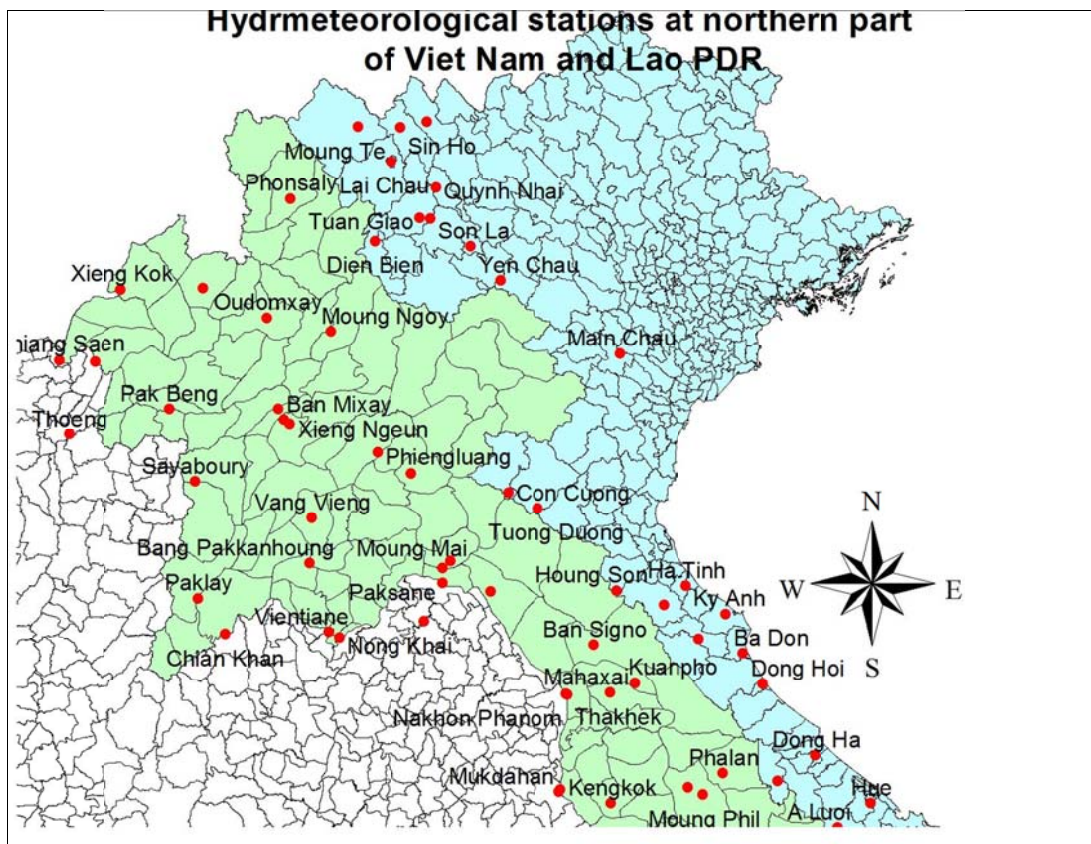 Hydrmeteorological stations at northern part
of Viet Nam and Lao PDR
Sin Ho
Moung Te
Phonsaly
Lai Chau
Quynh Nhai
Tuan Giao
Son La
Dien Bien
Yen Chau
Xieng Kok
Oudomxay
Moung Ngoy
Main Chau
hiang Saen
Pak Beng
Ban Mixay
Thoeng
Xieng Ngeun
Sayaboury
Phiengluang
Vang Vieng
Con Cuong
N
Tuong Duong
Bang Pakkanhoung
Moung Mai
Houng Son
Ha Tinh
Paklay
Paksane
Ky Anh
W
E
Vientiane
Ban Signo
Ba Don
Chian Khan
Nong Khai
Kuanpho
Dong Hoi
S
Mahaxai
Nakhon Phanom
Thakhek
Dong Ha
Phalan
Mukdahan
Kengkok
Hue
Moung Phil
A Luoi